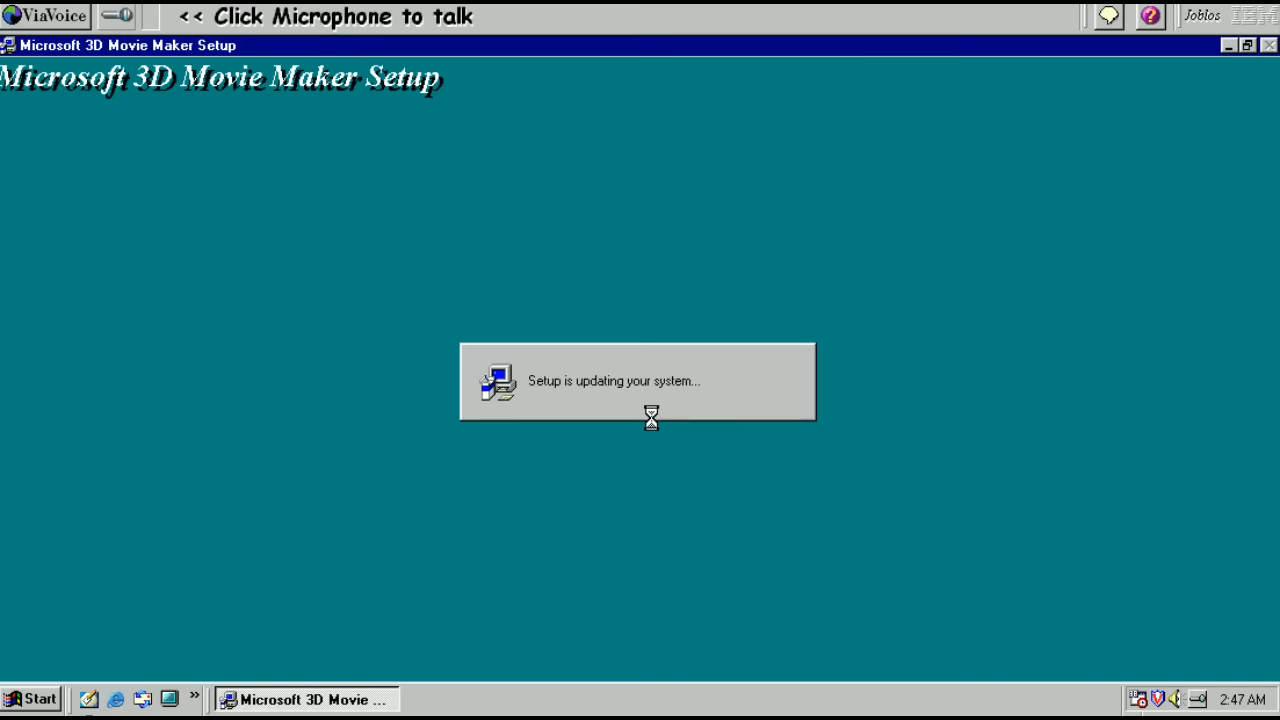 ViaVoice
<< Click Microphone to talk
Joblos
IBM
Microsoft 3D Movie Maker Setup
Microsoft 3D Movie Maker Setup
Setup is updating your system...
Start
»
Microsoft 3D Movie ...
2:47 AM